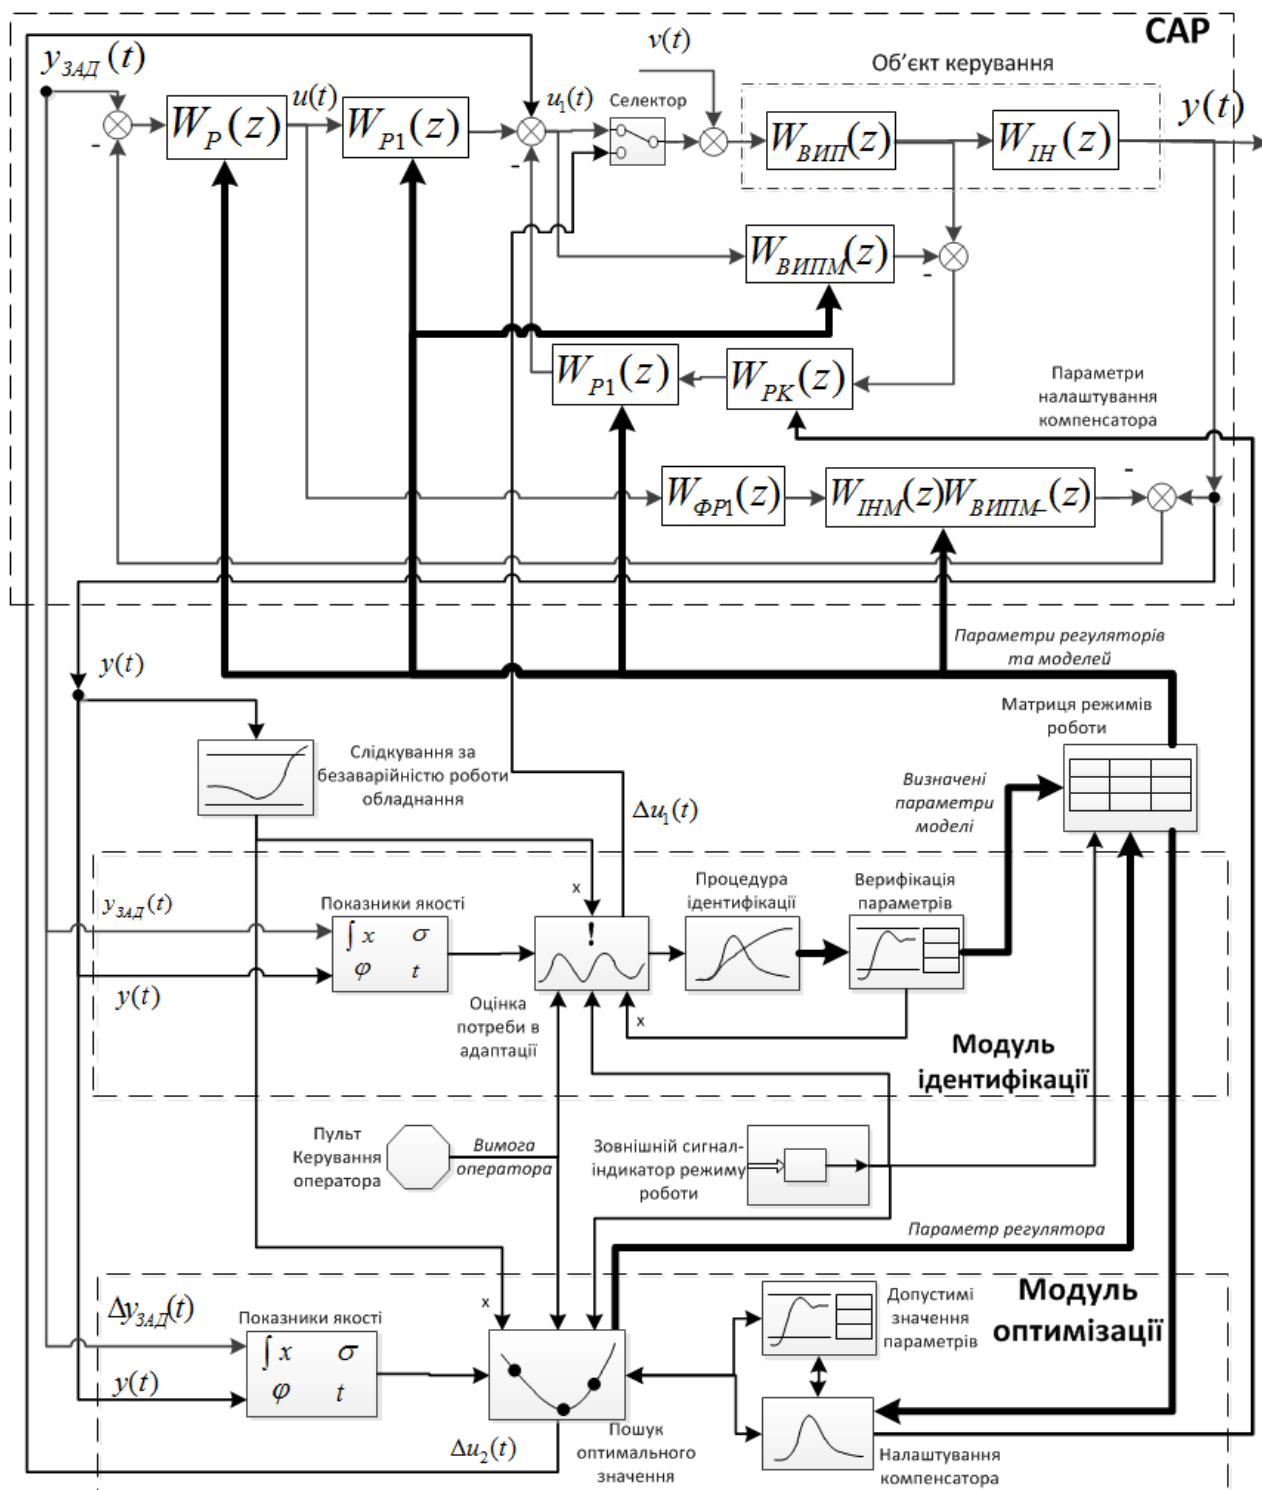 САР
y_ЗАД(t)
v(t)
Об’єкт керування
u(t)
u_1(t)
Селектор
y(t)
-
W_P(z)
W_P1(z)
-
W_ВИП(z)
W_ІН(z)
W_ВИПМ(z)
-
W_P1(z)
W_PK(z)
Параметри
налаштування
компенсатора
-
W_ФР1(z)
W_ІНМ(z)W_ВИПМ-(z)
Параметри регуляторів
та моделей
y(t)
Матриця режимів
роботи
Слідкування за
безаварійністю роботи
обладнання
Визначені
параметри
моделі
Δu_1(t)
x
Процедура
ідентифікації
Верифікація
параметрів
y_ЗАД(t)
Показники якості
∫ x σ
φ t
!
y(t)
Оцінка
потреби в
адаптації
x
Модуль
ідентифікації
Пульт
Керування
оператора
Вимога
оператора
Зовнішній сигнал-
індикатор режиму
роботи
Параметр регулятора
x
Δy_ЗАД(t)
Показники якості
∫ x σ
φ t
y(t)
Допустимі
значення
параметрів
Модуль
оптимізації
Δu_2(t)
Пошук
оптимального
значення
Налаштування
компенсатора